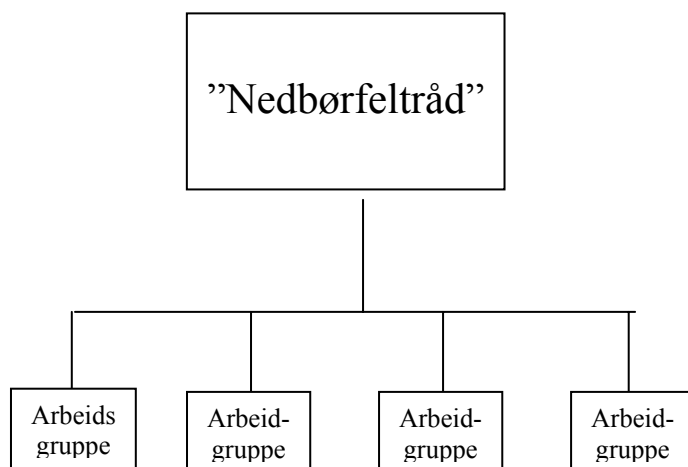 ”Nedbørfeltråd”
Arbeids
gruppe
Arbeid-
gruppe
Arbeid-
gruppe
Arbeid-
gruppe